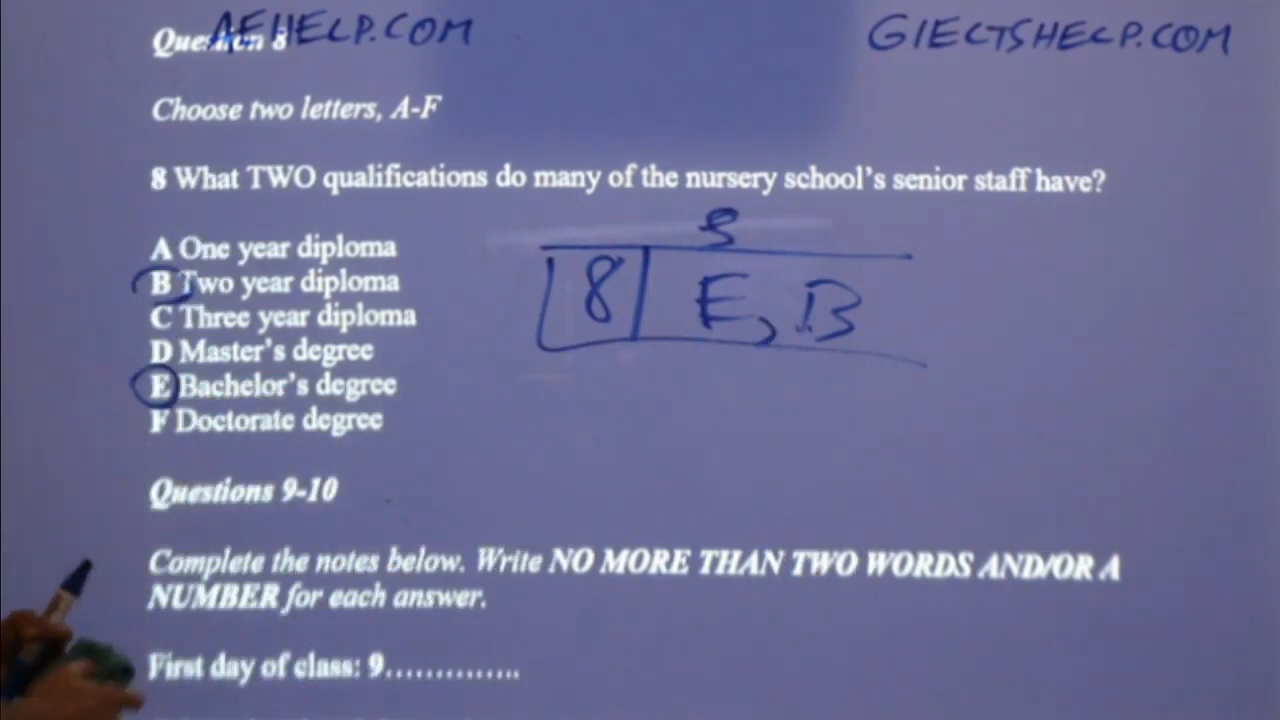 AEHELP.COM GIELTSHELP.COM
Question 8
Choose two letters, A-F
8 What TWO qualifications do many of the nursery school's senior staff have?
A One year diploma
B Two year diploma
C Three year diploma
D Master's degree
E Bachelor's degree
F Doctorate degree
8 E, B
Questions 9-10
Complete the notes below. Write NO MORE THAN TWO WORDS AND/OR A
NUMBER for each answer.
First day of class: 9..............